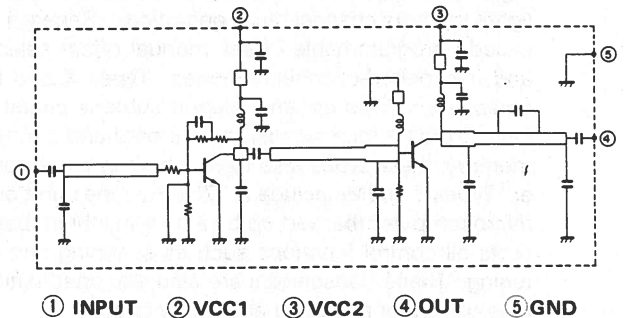 ② ③
⑤
① ④
① INPUT ② VCC1 ③ VCC2 ④ OUT ⑤ GND